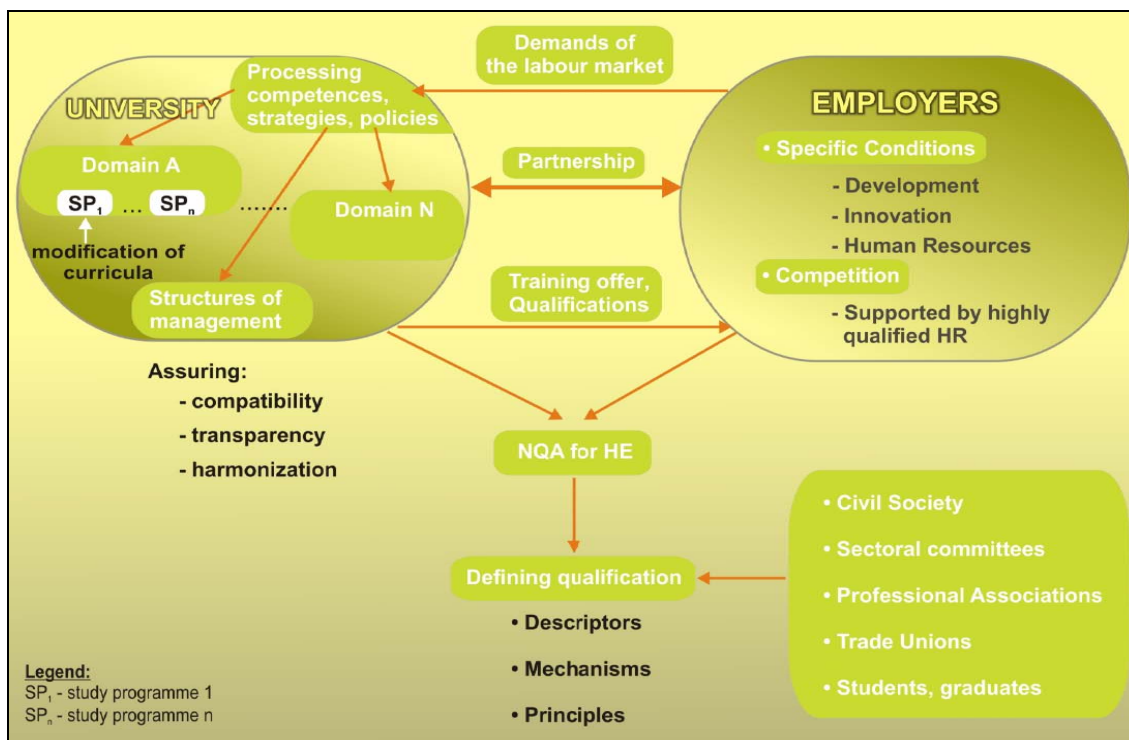 Demands of
the labour market
Processing
competences,
strategies, policies
UNIVERSITY
Domain A
SP₁ ... SPₙ
.......
Domain N
modification of
curricula
Structures of
management
Partnership
Training offer,
Qualifications
EMPLOYERS
• Specific Conditions
- Development
- Innovation
- Human Resources
• Competition
- Supported by highly
qualified HR
Assuring:
- compatibility
- transparency
- harmonization
NQA for HE
Defining qualification
• Descriptors
• Mechanisms
• Principles
• Civil Society
• Sectoral committees
• Professional Associations
• Trade Unions
• Students, graduates
Legend:
SP₁ - study programme 1
SPₙ - study programme n